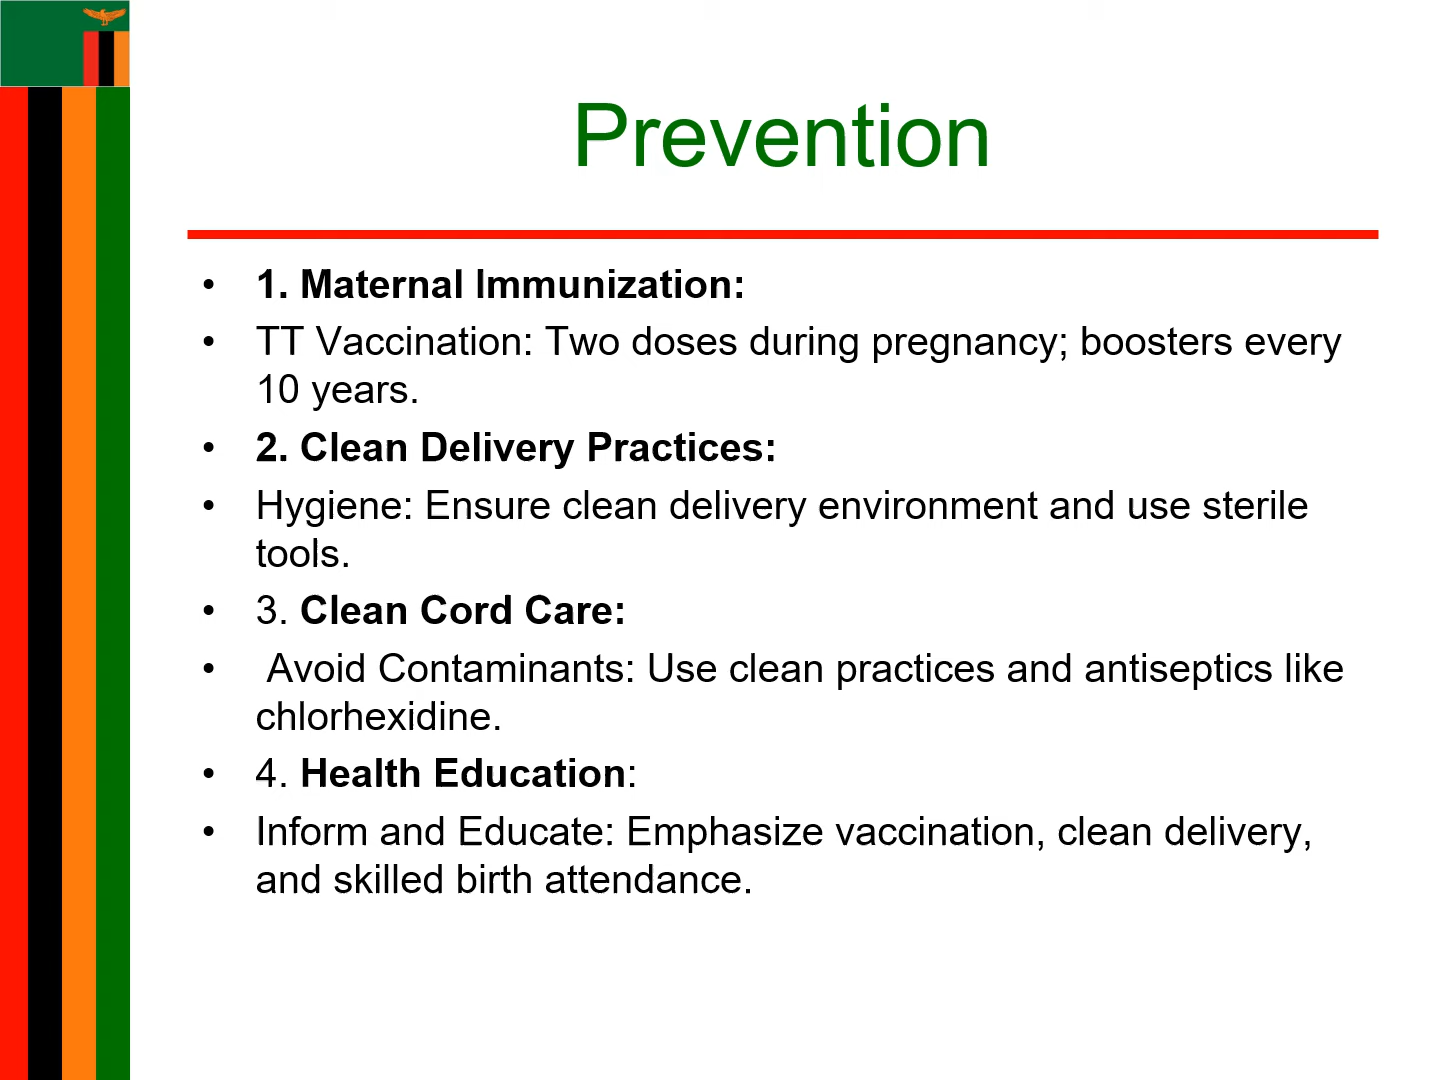 Prevention
• 1. Maternal Immunization:
• TT Vaccination: Two doses during pregnancy; boosters every
10 years.
• 2. Clean Delivery Practices:
• Hygiene: Ensure clean delivery environment and use sterile
tools.
• 3. Clean Cord Care:
• Avoid Contaminants: Use clean practices and antiseptics like
chlorhexidine.
• 4. Health Education:
• Inform and Educate: Emphasize vaccination, clean delivery,
and skilled birth attendance.